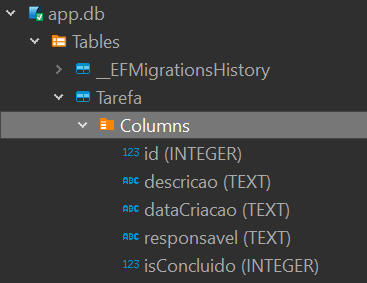 app.db
Tables
__EFMigrationsHistory
Tarefa
Columns
123 id (INTEGER)
ABC descricao (TEXT)
ABC dataCriacao (TEXT)
ABC responsavel (TEXT)
123 isConcluido (INTEGER)